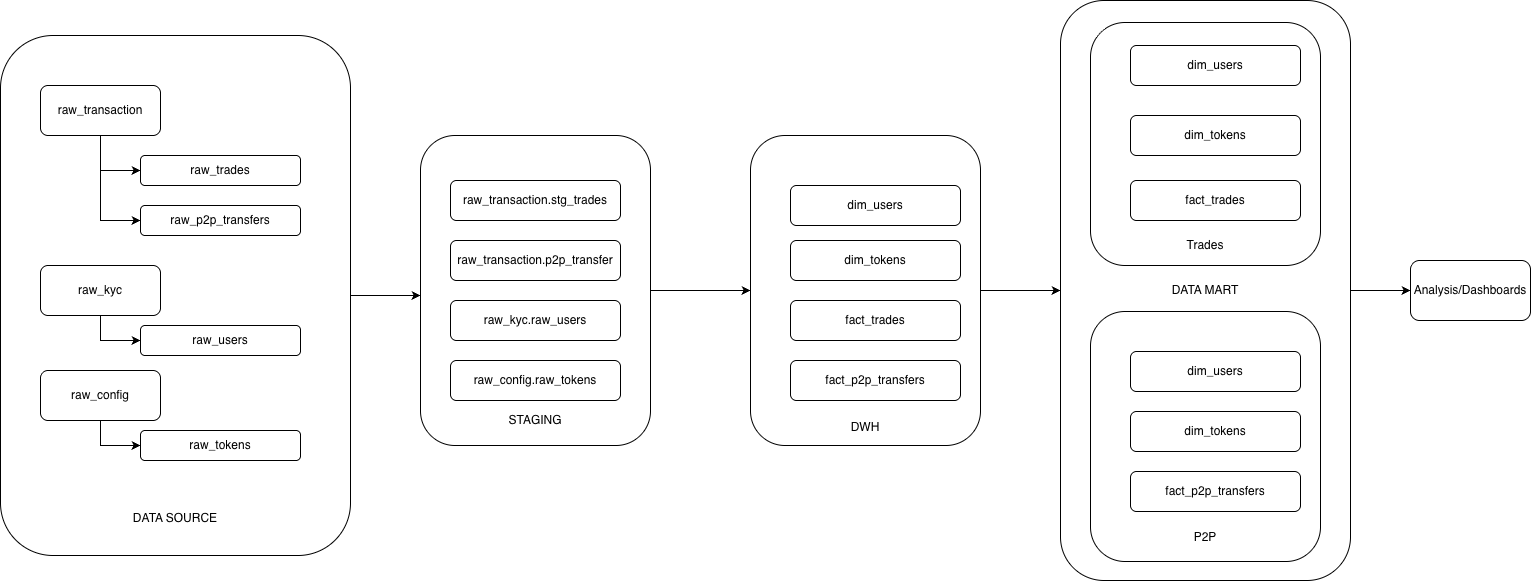 raw_transaction
raw_trades
raw_p2p_transfers
raw_kyc
raw_users
raw_config
raw_tokens
DATA SOURCE
raw_transaction.stg_trades
raw_transaction.p2p_transfer
raw_kyc.raw_users
raw_config.raw_tokens
STAGING
dim_users
dim_tokens
fact_trades
fact_p2p_transfers
DWH
dim_users
dim_tokens
fact_trades
Trades
DATA MART
dim_users
dim_tokens
fact_p2p_transfers
P2P
Analysis/Dashboards